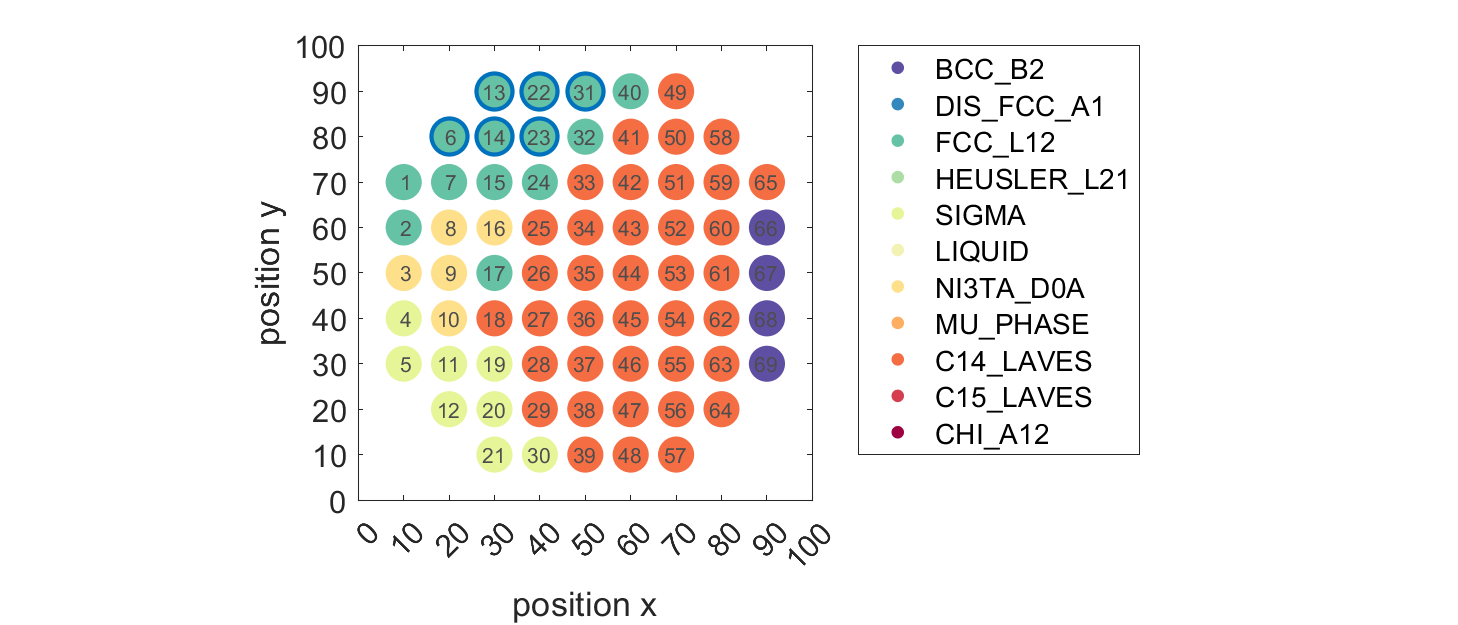 100
90 13 22 31 40 49
80 6 14 23 32 41 50 58
70 1 7 15 24 33 42 51 59 65
60 2 8 16 25 34 43 52 60 66
50 3 9 17 26 35 44 53 61 67
40 4 10 18 27 36 45 54 62 68
30 5 11 19 28 37 46 55 63 69
20 12 20 29 38 47 56 64
10 21 30 39 48 57
0
position y
0 10 20 30 40 50 60 70 80 90 100
position x
BCC_B2
DIS_FCC_A1
FCC_L12
HEUSLER_L21
SIGMA
LIQUID
NI3TA_D0A
MU_PHASE
C14_LAVES
C15_LAVES
CHI_A12